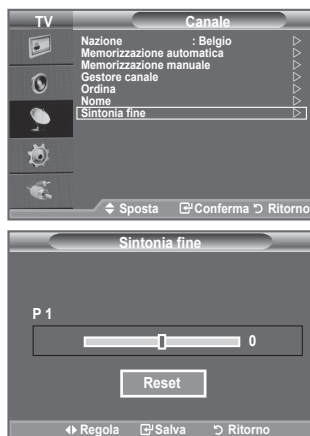 TV Canale
Nazione : Belgio
Memorizzazione automatica
Memorizzazione manuale
Gestore canale
Ordina
Nome
Sintonia fine
Sposta Conferma Ritorno
Sintonia fine
P 1
0
Reset
Regola Salva Ritorno